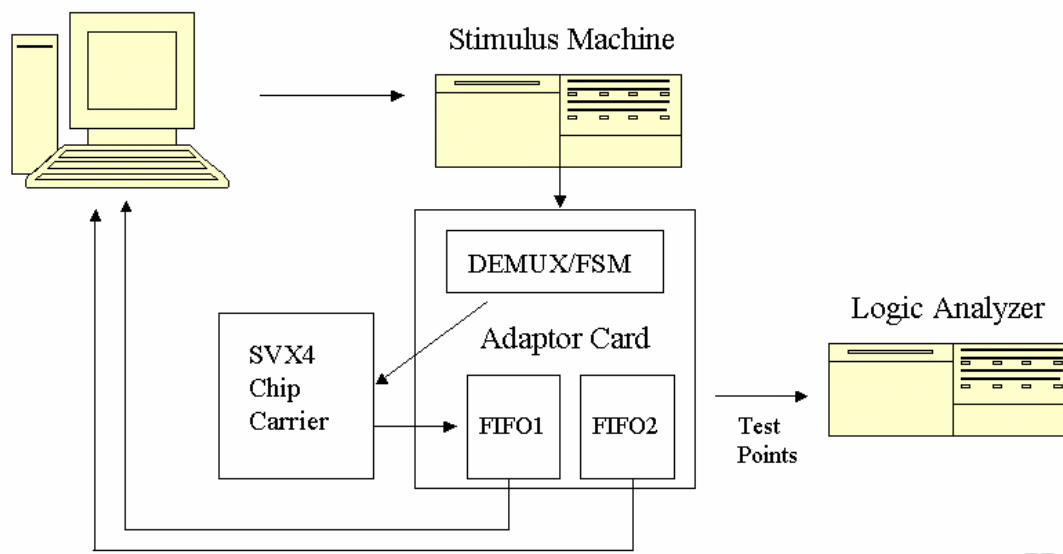 Stimulus Machine
DEMUX/FSM
Logic Analyzer
Adaptor Card
SVX4
Chip
Carrier
FIFO1
FIFO2
Test
Points